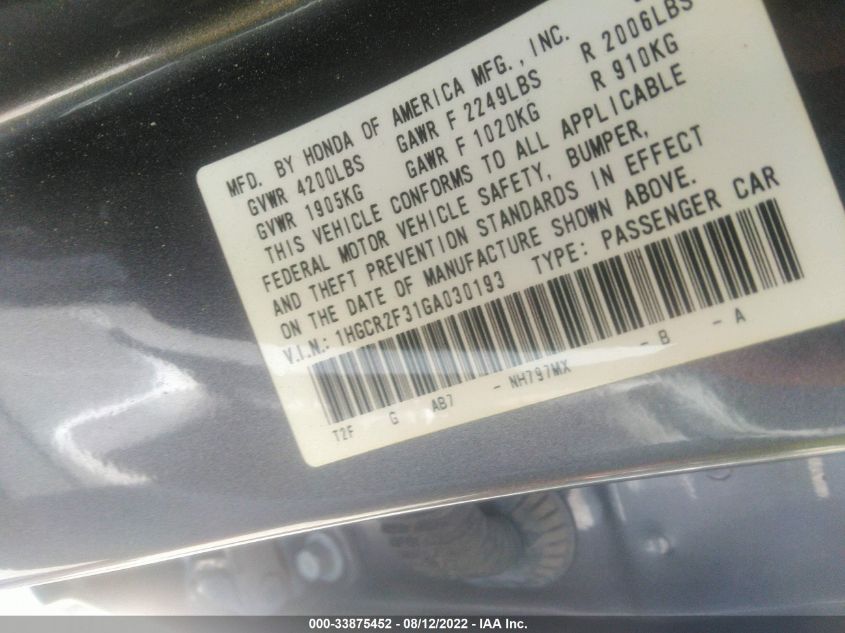 MFD. BY HONDA OF AMERICA MFG., INC.
GVWR 4200LBS GAWR F 2249LBS R 2006LBS
GVWR 1905KG GAWR F 1020KG R 910KG
THIS VEHICLE CONFORMS TO ALL APPLICABLE
FEDERAL MOTOR VEHICLE SAFETY, BUMPER,
AND THEFT PREVENTION STANDARDS IN EFFECT
ON THE DATE OF MANUFACTURE SHOWN ABOVE.
V.I.N.: 1HGCR2F31GA030193 TYPE: PASSENGER CAR
T2F G AB7 - NH797MX - B - A
000-33875452 - 08/12/2022 - IAA Inc.